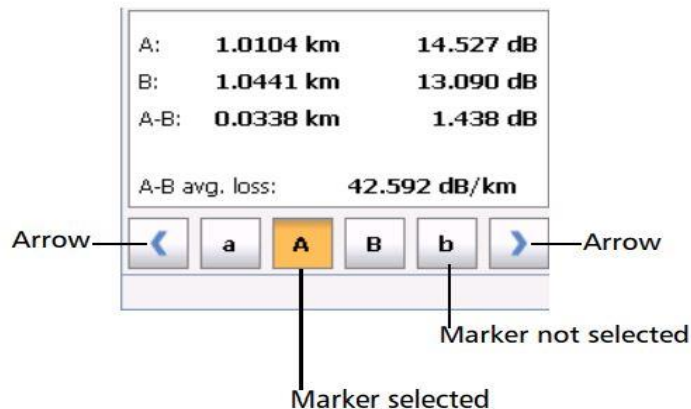 A: 1.0104 km 14.527 dB
B: 1.0441 km 13.090 dB
A-B: 0.0338 km 1.438 dB
A-B avg. loss: 42.592 dB/km
Arrow a A B b Arrow
Marker not selected
Marker selected